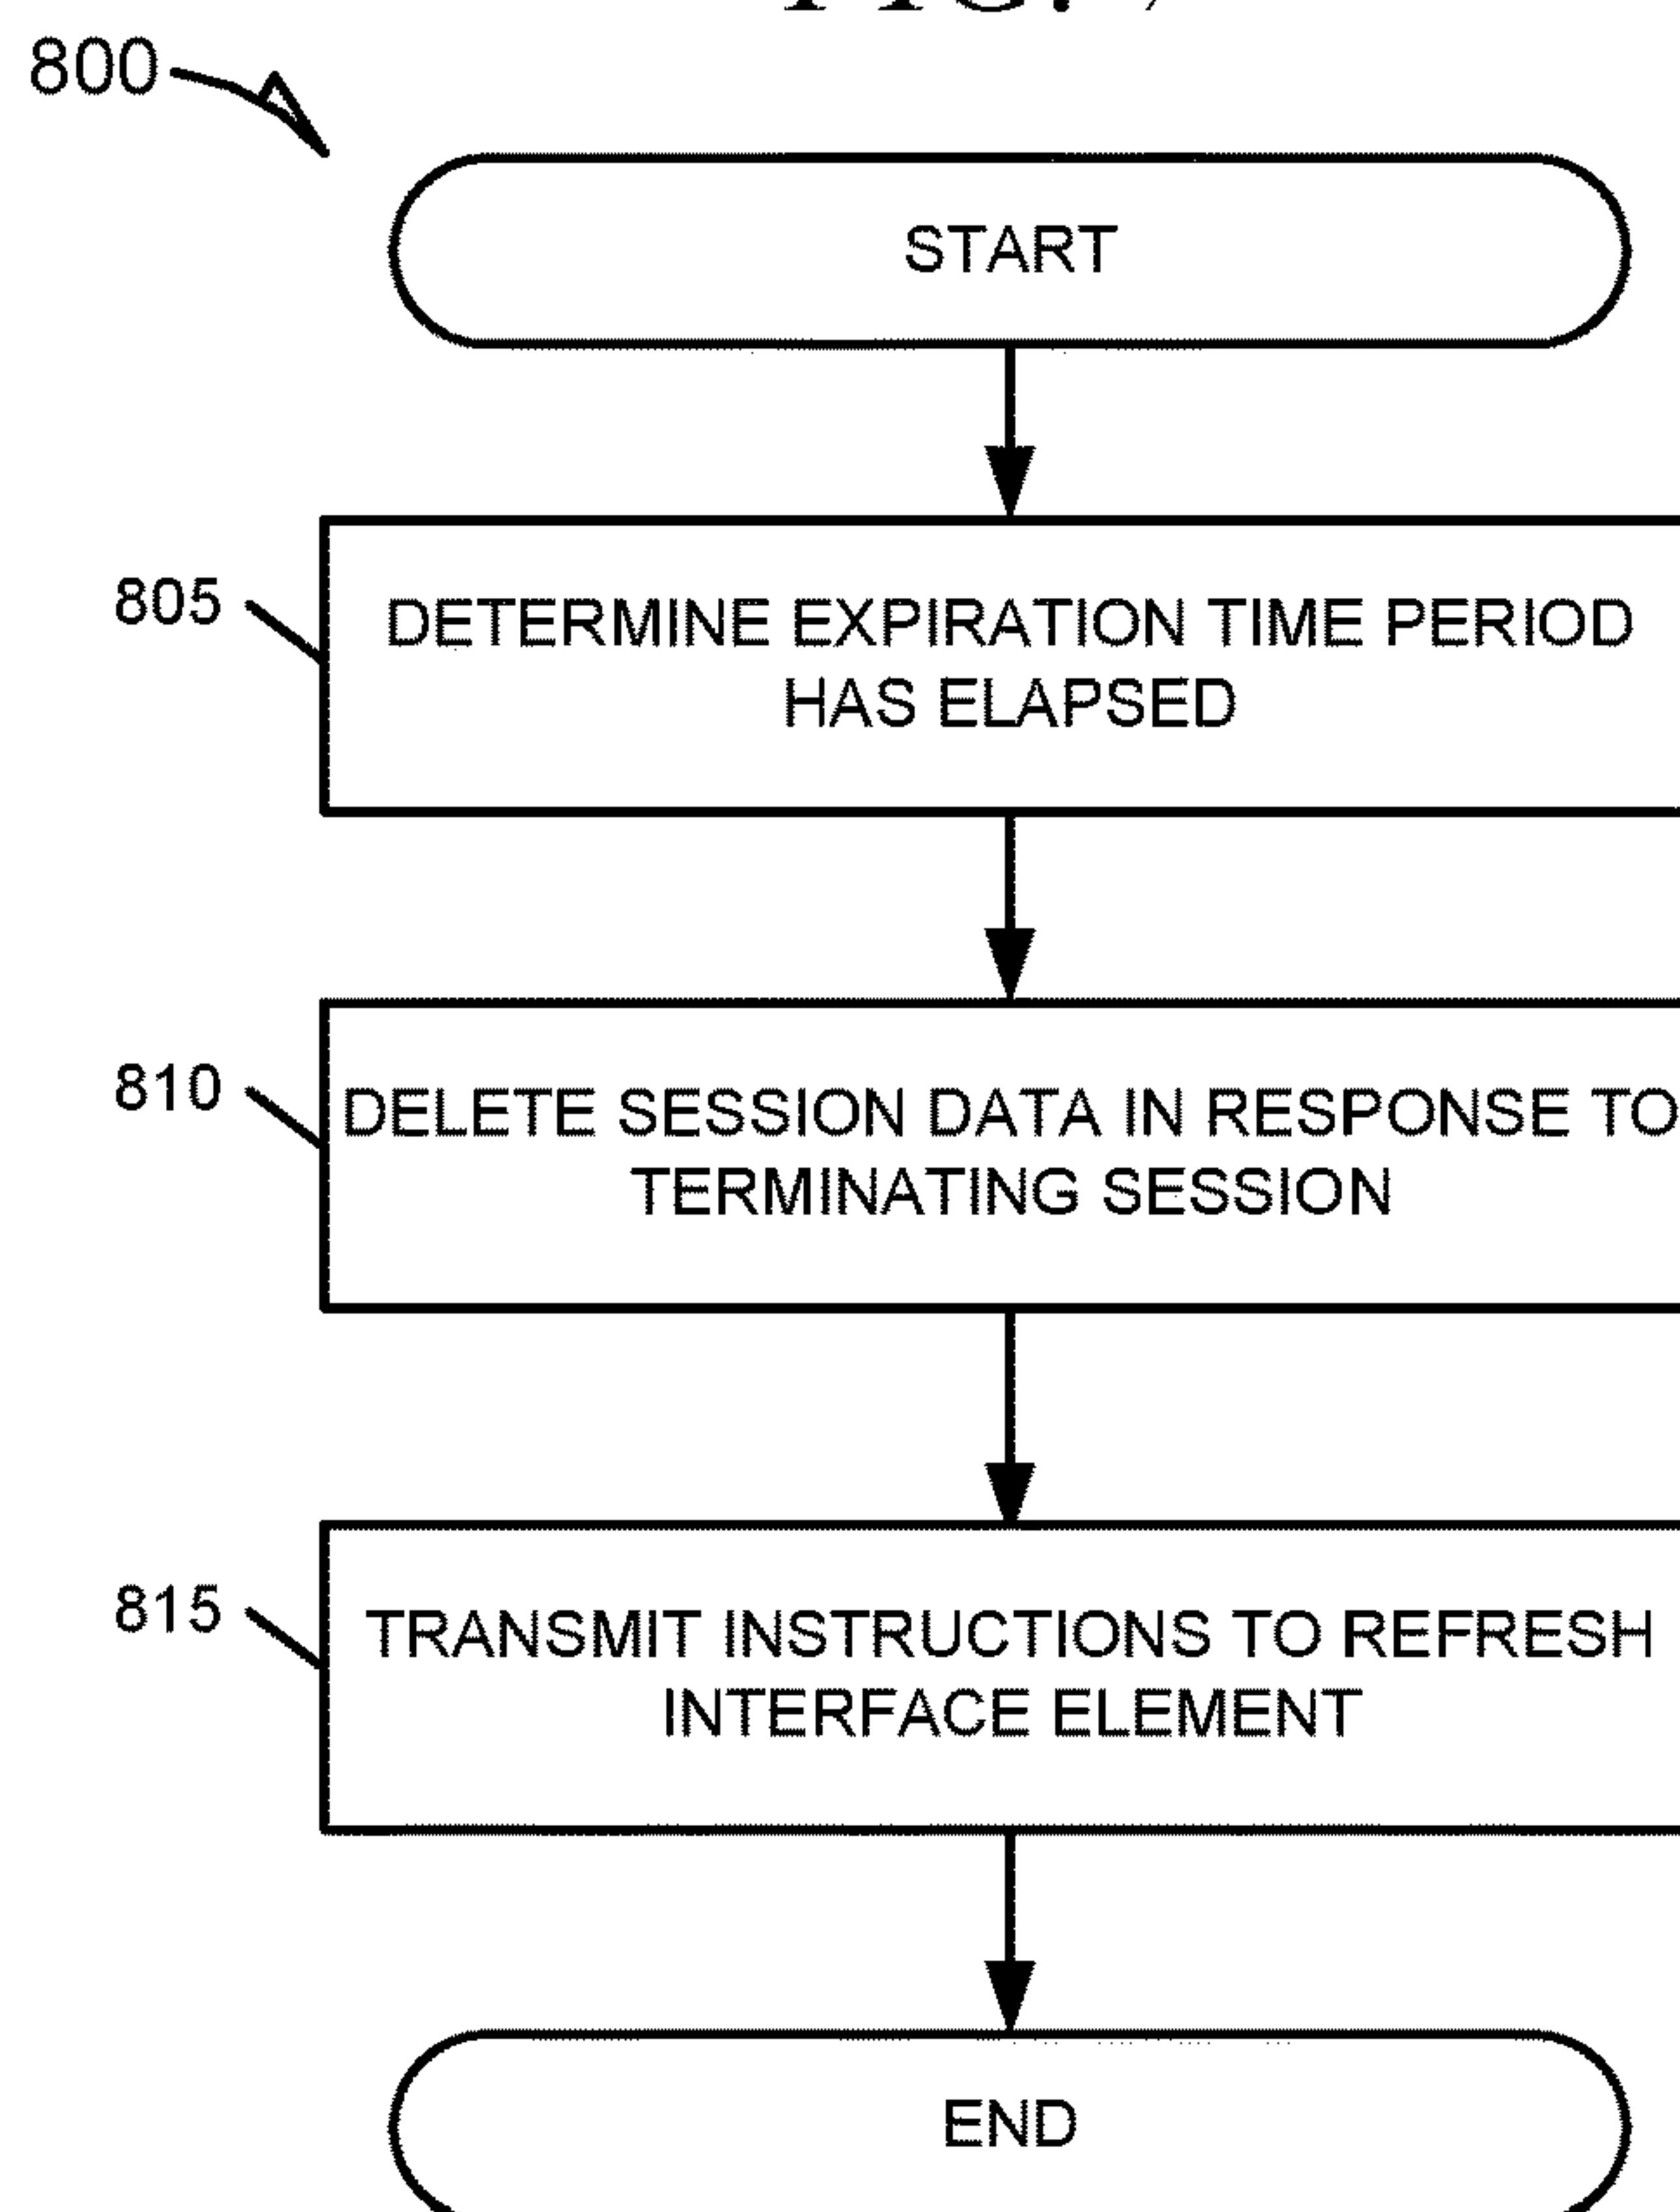 800
START
805
DETERMINE EXPIRATION TIME PERIOD
HAS ELAPSED
810
DELETE SESSION DATA IN RESPONSE TO
TERMINATING SESSION
815
TRANSMIT INSTRUCTIONS TO REFRESH
INTERFACE ELEMENT
END